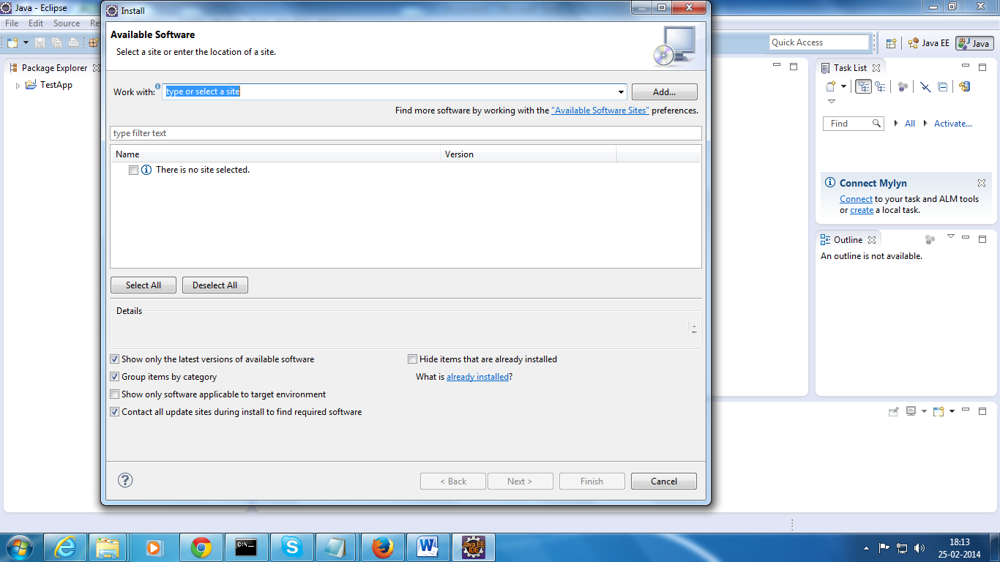 Java - Eclipse
File Edit Source Re
Quick Access
Java EE
Java
Package Explorer
TestApp
Install
Available Software
Select a site or enter the location of a site.
Work with:
type or select a site
Add...
Find more software by working with the "Available Software Sites" preferences.
type filter text
Name Version
There is no site selected.
Select All
Deselect All
Details
Show only the latest versions of available software
Hide items that are already installed
Group items by category
What is already installed?
Show only software applicable to target environment
Contact all update sites during install to find required software
< Back
Next >
Finish
Cancel
Task List
Find
All
Activate...
Connect Mylyn
Connect to your task and ALM tools
or create a local task.
Outline
An outline is not available.
C:\
Java EE
IDE
18:13
25-02-2014